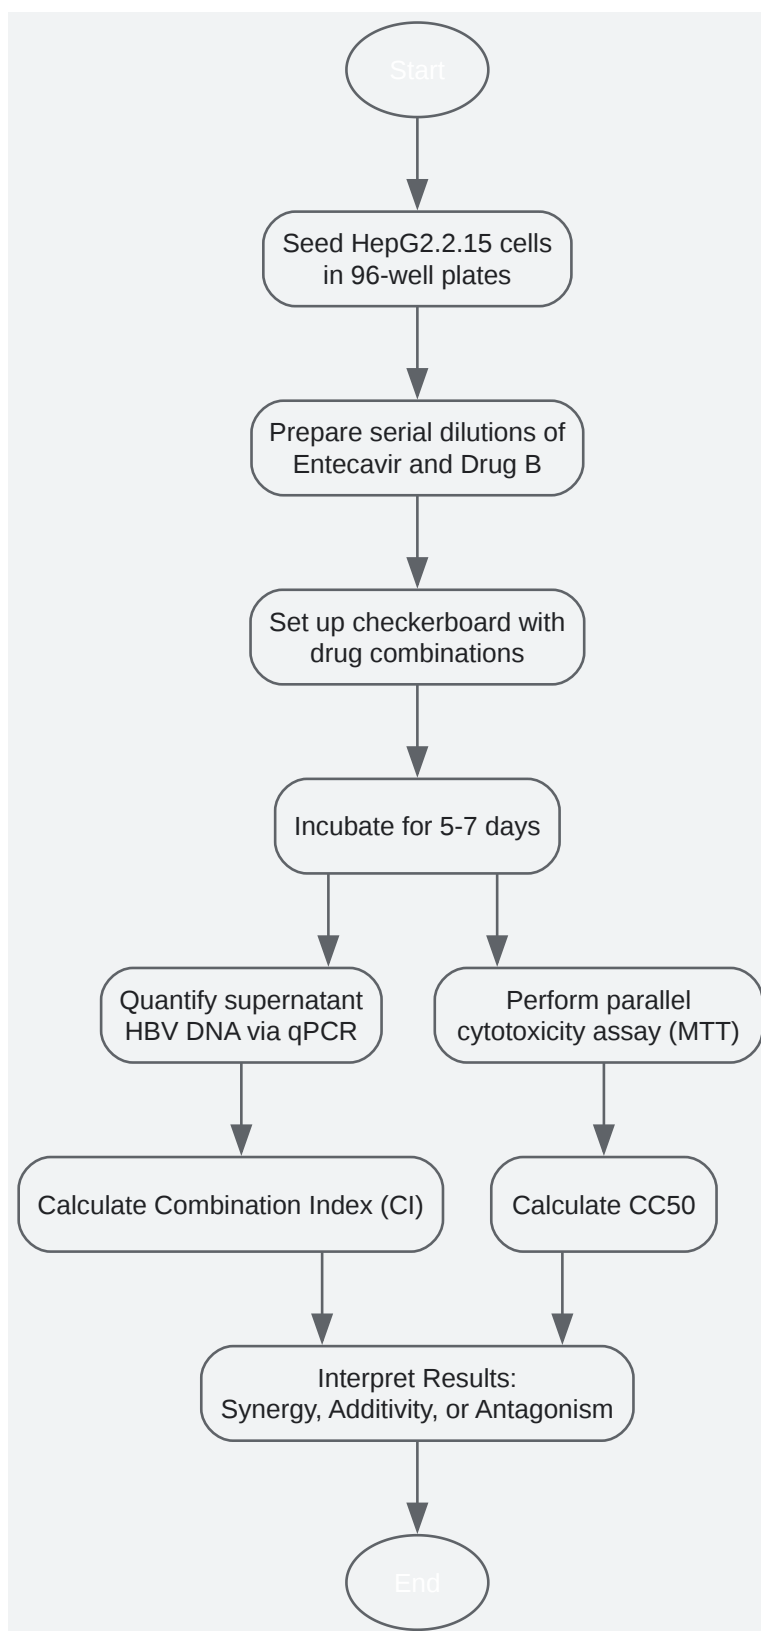 Start
Seed HepG2.2.15 cells
in 96-well plates
Prepare serial dilutions of
Entecavir and Drug B
Set up checkerboard with
drug combinations
Incubate for 5-7 days
Quantify supernatant
HBV DNA via qPCR
Perform parallel
cytotoxicity assay (MTT)
Calculate Combination Index (CI)
Calculate CC50
Interpret Results:
Synergy, Additivity, or Antagonism
End